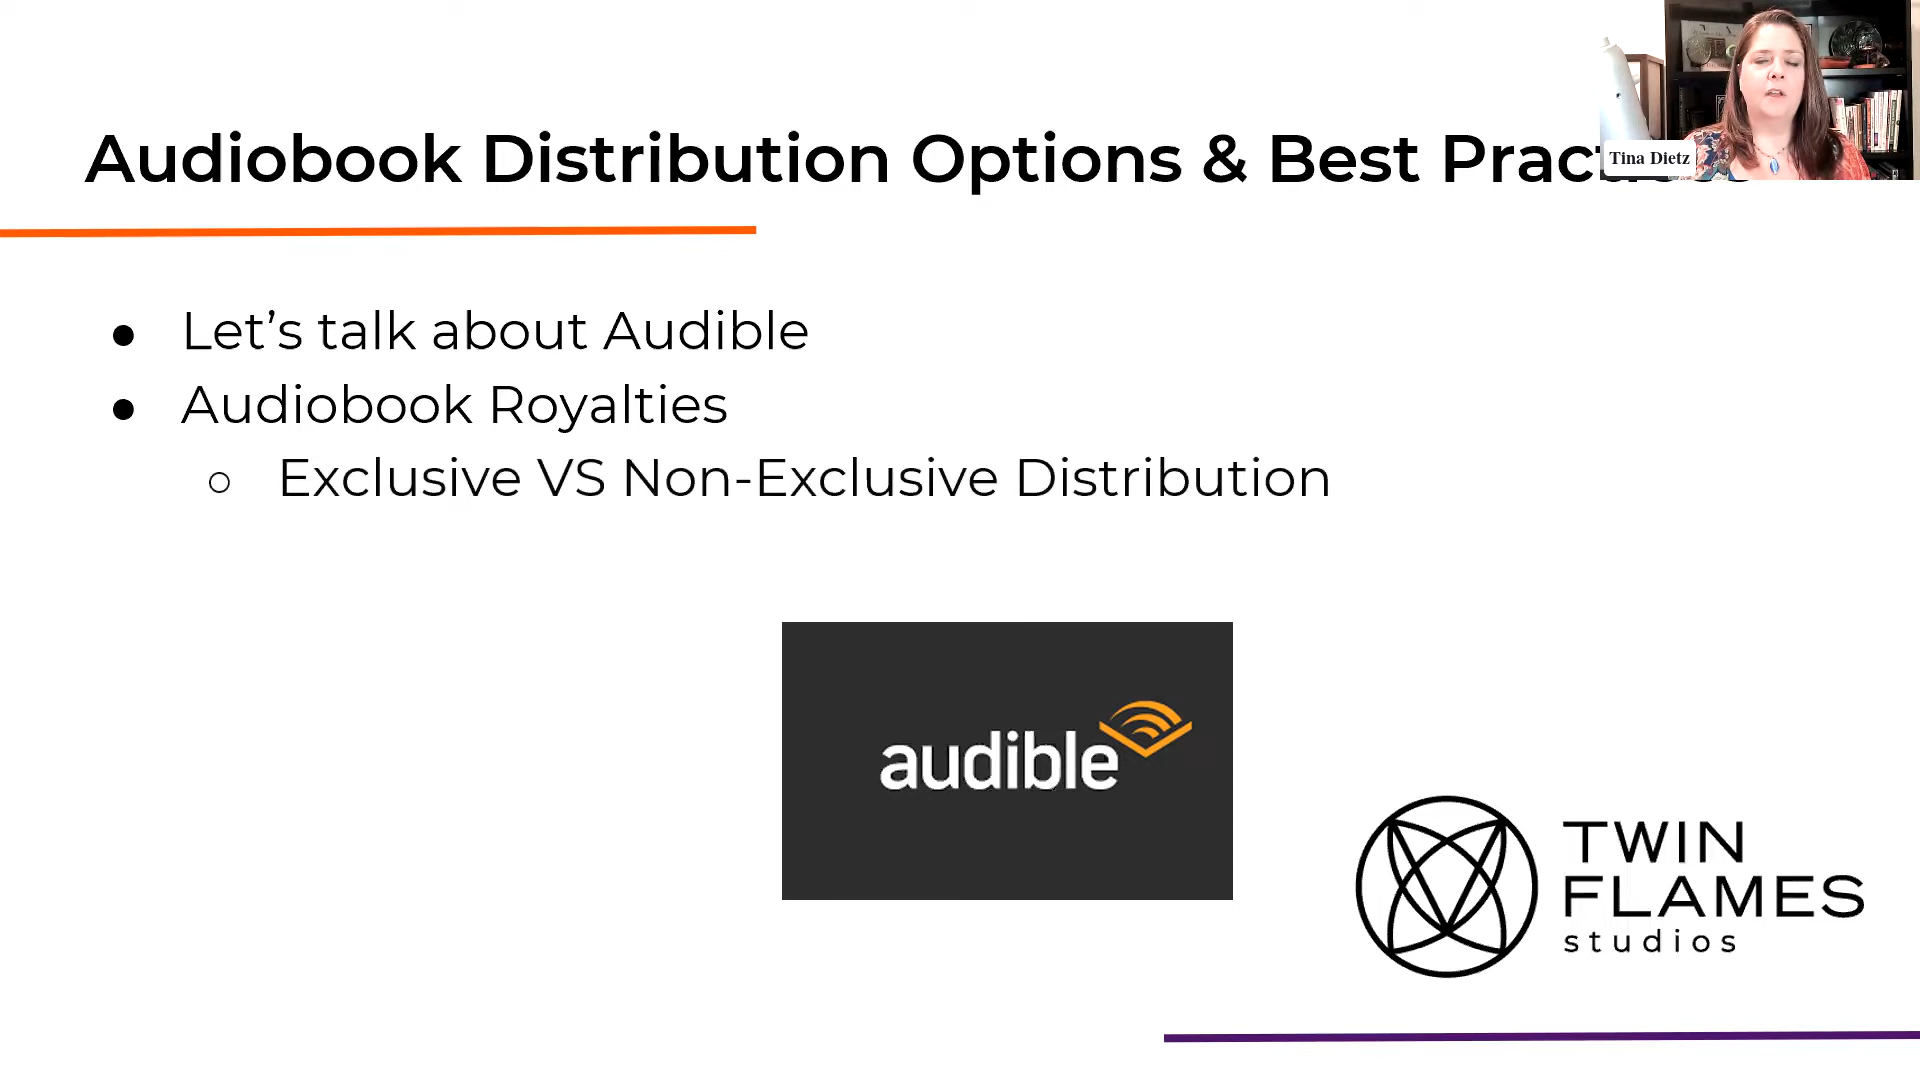 Audiobook Distribution Options & Best
Tina Dietz
Let’s talk about Audible
Audiobook Royalties
Exclusive VS Non-Exclusive Distribution
audible
TWIN
FLAMES
studios